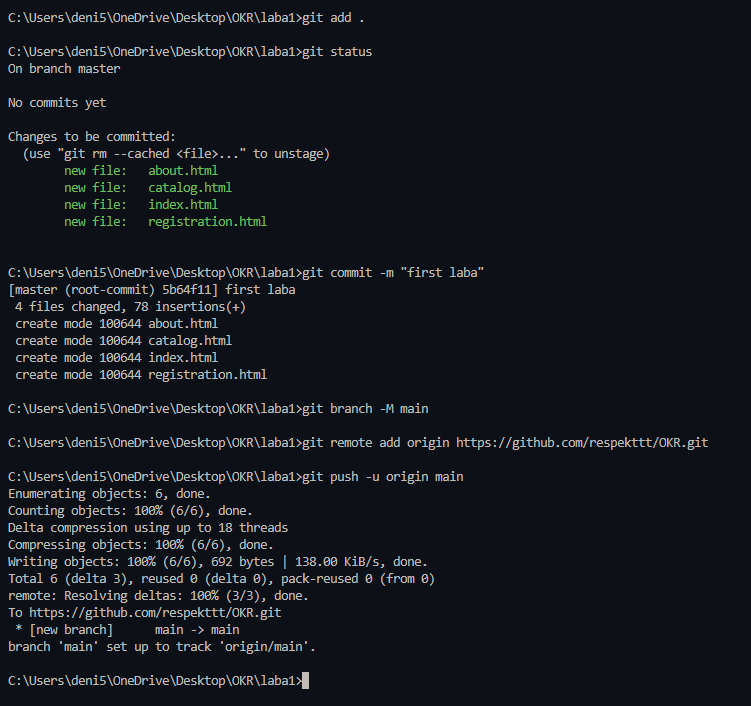 C:\Users\deni5\OneDrive\Desktop\OKR\laba1>git add .
C:\Users\deni5\OneDrive\Desktop\OKR\laba1>git status
On branch master
No commits yet
Changes to be committed:
  (use "git rm --cached <file>..." to unstage)
        new file:   about.html
        new file:   catalog.html
        new file:   index.html
        new file:   registration.html
C:\Users\deni5\OneDrive\Desktop\OKR\laba1>git commit -m "first laba"
[master (root-commit) 5b64f11] first laba
 4 files changed, 78 insertions(+)
 create mode 100644 about.html
 create mode 100644 catalog.html
 create mode 100644 index.html
 create mode 100644 registration.html
C:\Users\deni5\OneDrive\Desktop\OKR\laba1>git branch -M main
C:\Users\deni5\OneDrive\Desktop\OKR\laba1>git remote add origin https://github.com/respekttt/OKR.git
C:\Users\deni5\OneDrive\Desktop\OKR\laba1>git push -u origin main
Enumerating objects: 6, done.
Counting objects: 100% (6/6), done.
Delta compression using up to 18 threads
Compressing objects: 100% (6/6), done.
Writing objects: 100% (6/6), 692 bytes | 138.00 KiB/s, done.
Total 6 (delta 3), reused 0 (delta 0), pack-reused 0 (from 0)
remote: Resolving deltas: 100% (3/3), done.
To https://github.com/respekttt/OKR.git
 * [new branch]      main -> main
branch 'main' set up to track 'origin/main'.
C:\Users\deni5\OneDrive\Desktop\OKR\laba1>